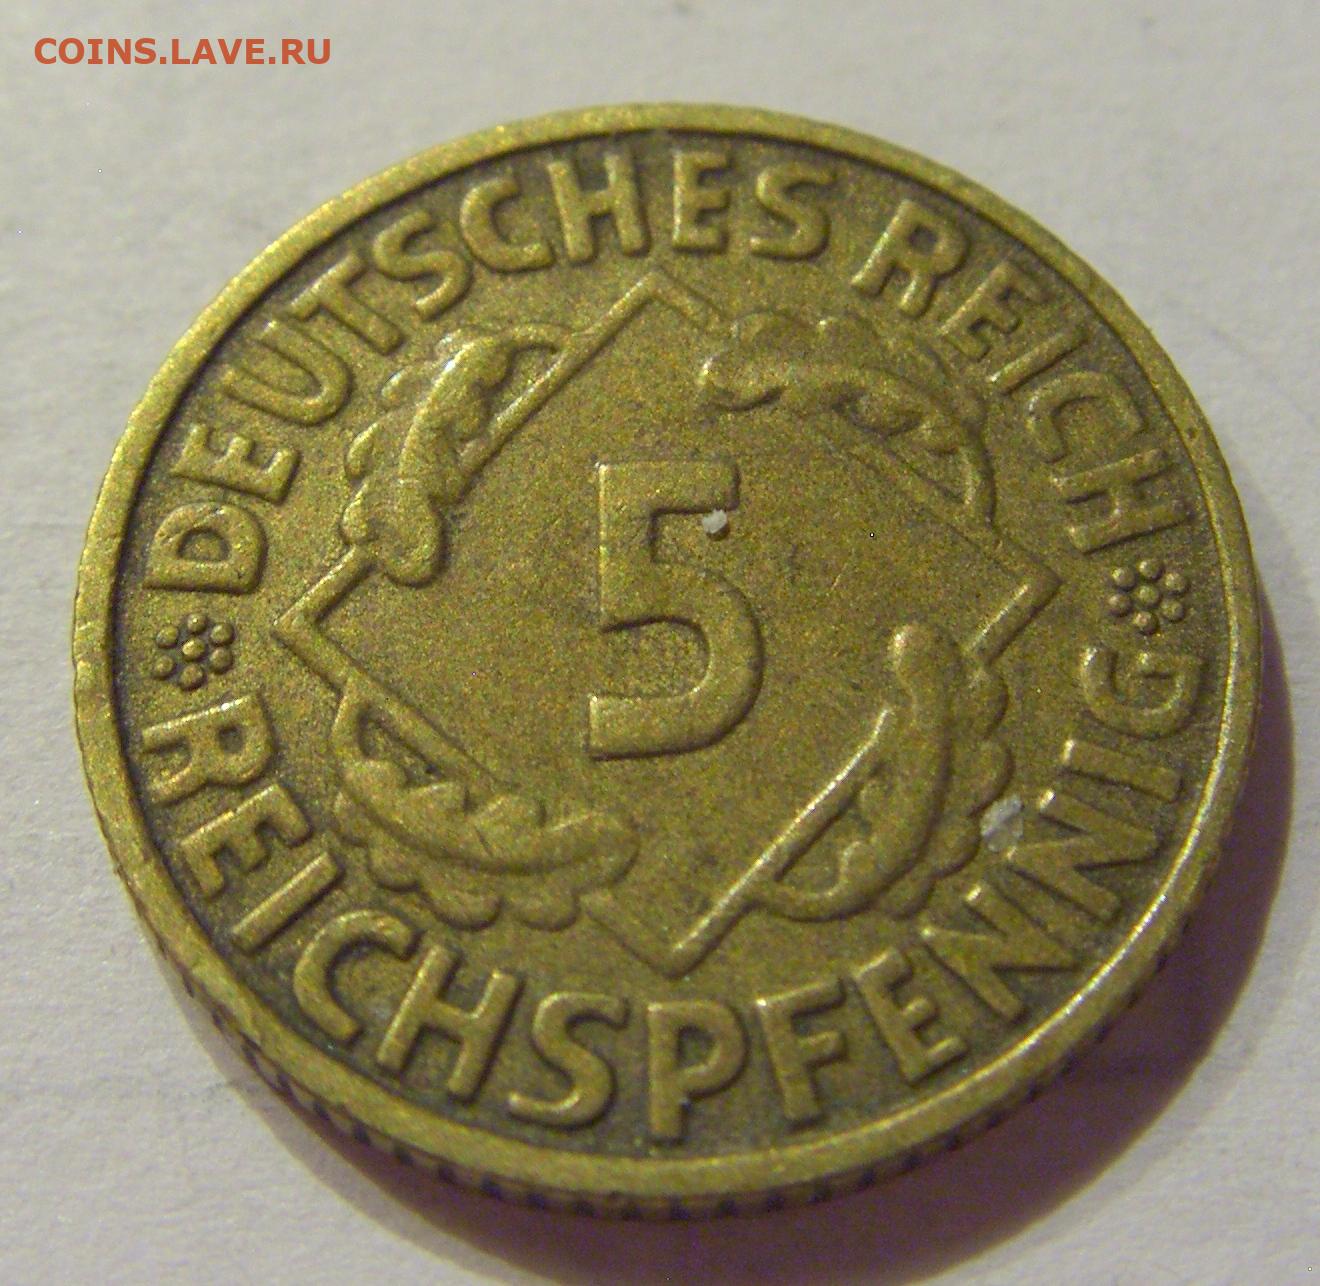 COINS.LAVE.RU
DEUTSCHES REICH
5
REICHSPFENNIG